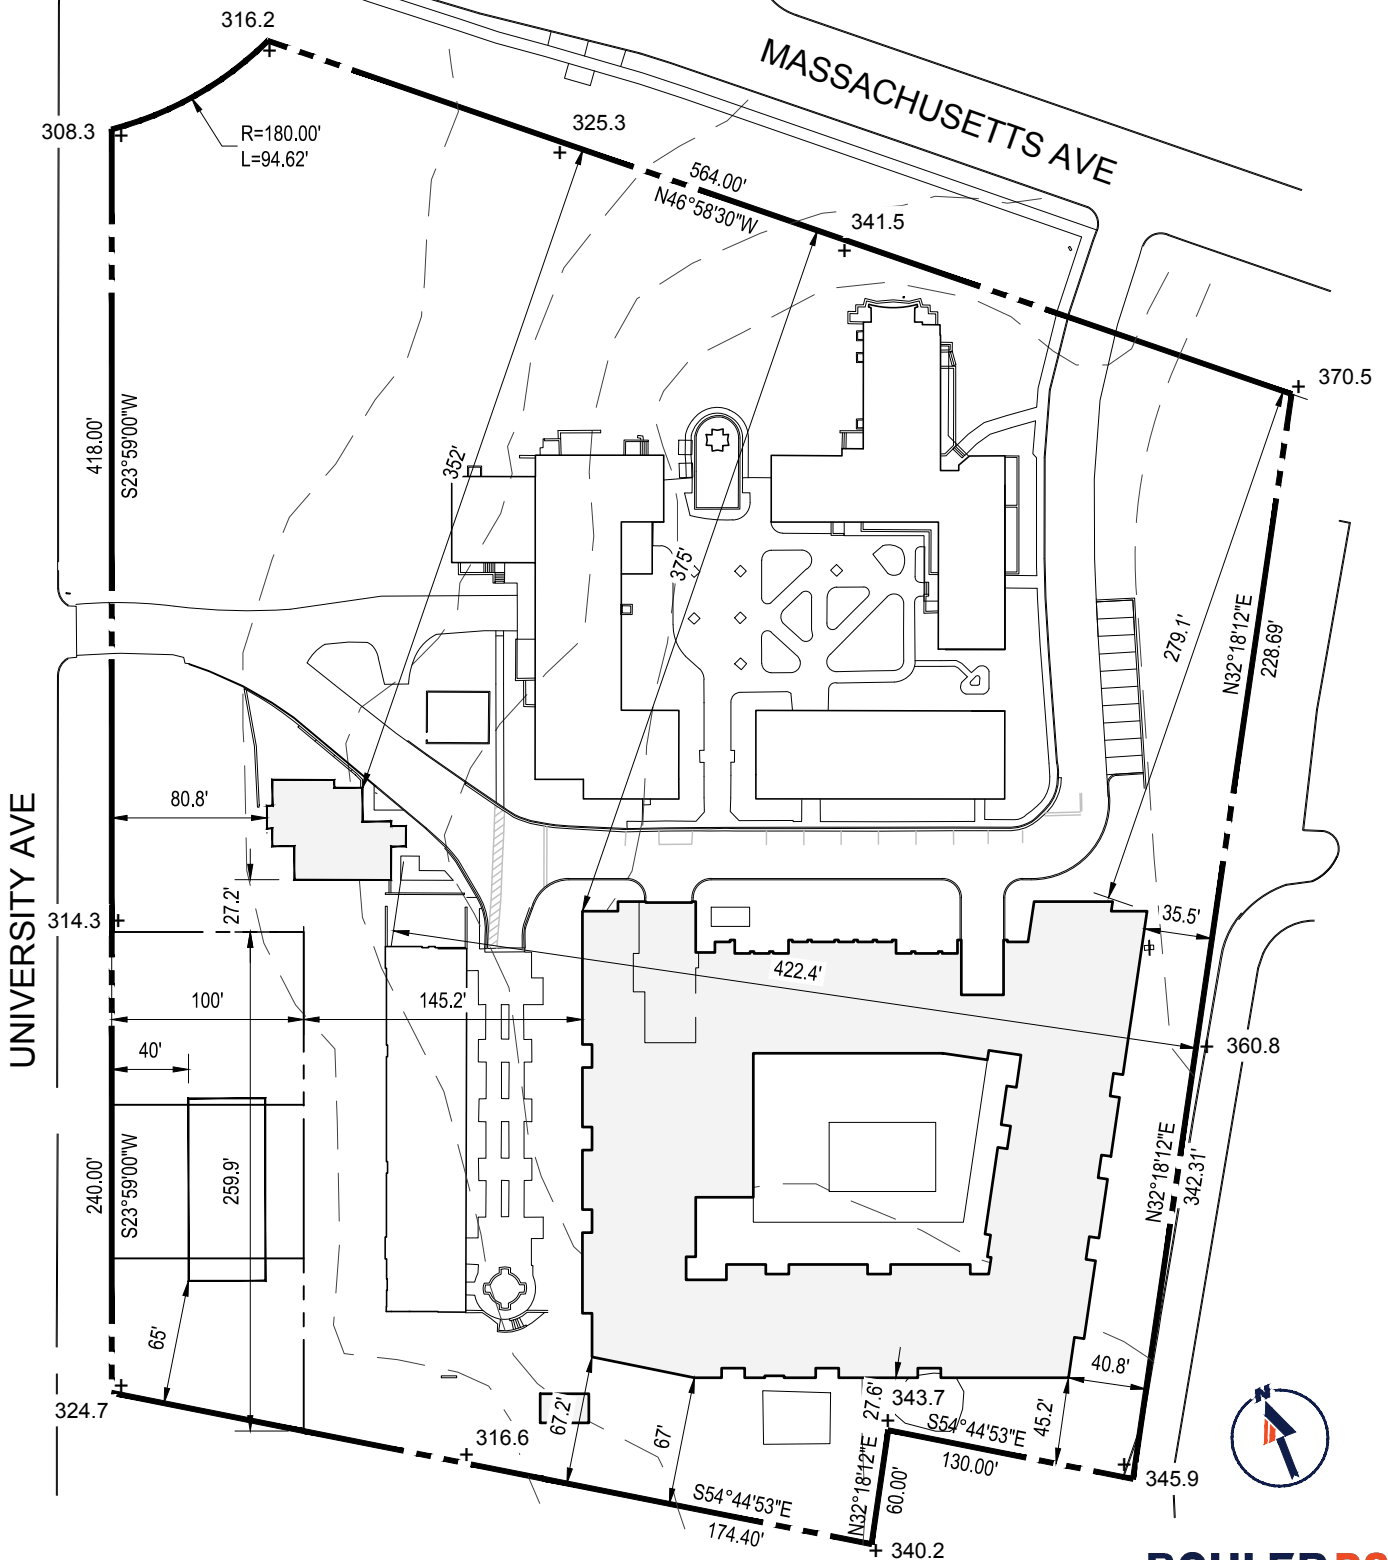 316.2
MASSACHUSETTS AVE
308.3
R=180.00'
L=94.62'
325.3
564.00'
N46°58'30"W
341.5
370.5
418.00'
S23°59'00"W
352'
375'
279.1'
N32°18'12"E
228.69'
80.8'
UNIVERSITY AVE
27.2'
314.3
35.5'
422.4'
100'
145.2'
40'
360.8
240.00'
S23°59'00"W
259.9'
N32°18'12"E
342.31'
65'
40.8'
324.7
67.2'
67'
27.6'
343.7
45.2'
N
316.6
S54°44'53"E
130.00'
345.9
S54°44'53"E
174.40'
N32°18'12"E
60.00'
340.2